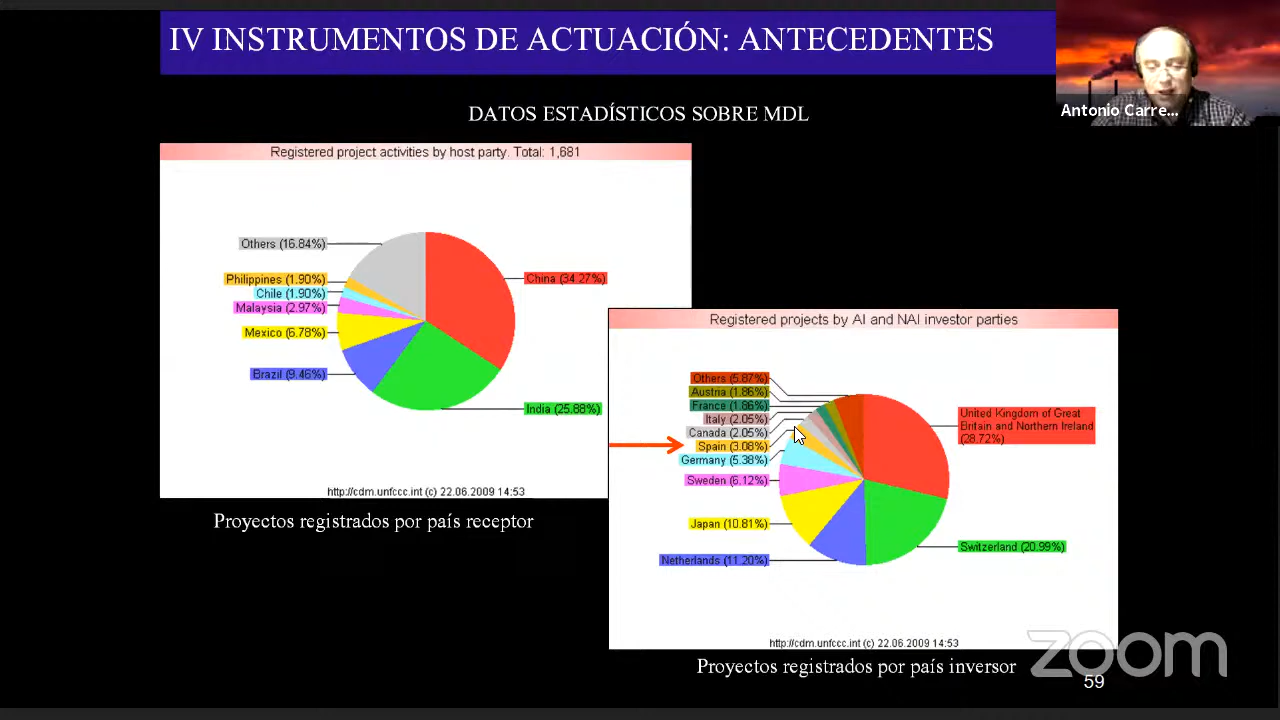 IV INSTRUMENTOS DE ACTUACIÓN: ANTECEDENTES
Antonio Carre...
DATOS ESTADÍSTICOS SOBRE MDL
Registered project activities by host party. Total: 1,681
Others (16.84%)
Philippines (1.90%)
Chile (1.90%)
Malaysia (2.97%)
Mexico (6.78%)
Brazil (9.46%)
China (34.27%)
India (25.88%)
http://cdm.unfccc.int (c) 22.06.2009 14:53
Proyectos registrados por país receptor
Registered projects by AI and NAI investor parties
Others (5.87%)
Austria (1.86%)
France (1.86%)
Italy (2.05%)
Canada (2.05%)
Spain (3.08%)
Germany (5.38%)
Sweden (6.12%)
Japan (10.81%)
Netherlands (11.20%)
United Kingdom of Great
Britain and Northern Ireland
(28.72%)
Switzerland (20.99%)
http://cdm.unfccc.int (c) 22.06.2009 14:53
Proyectos registrados por país inversor
zoom
59